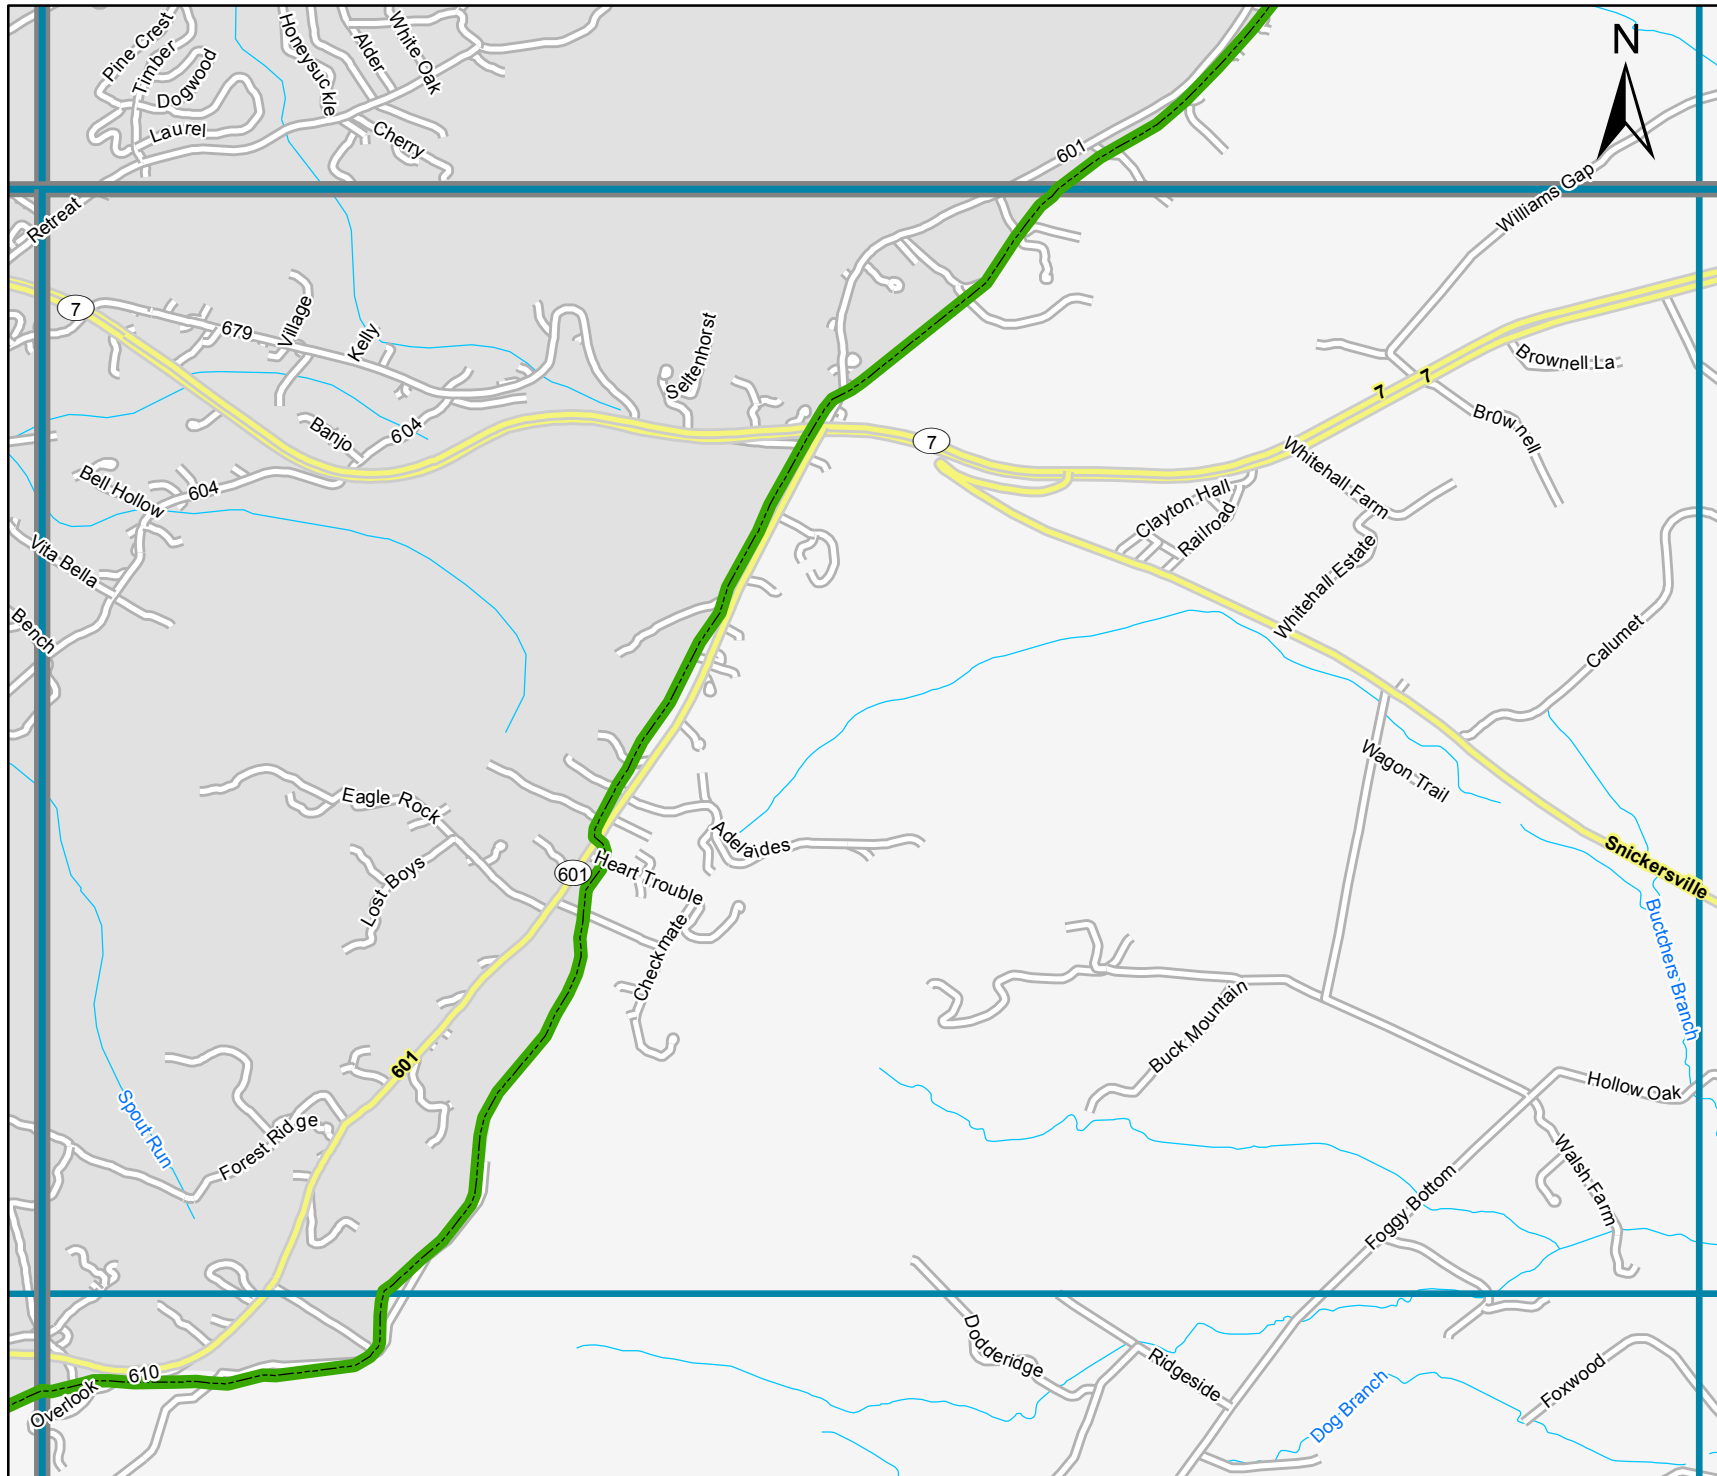 Pine Crest
Timber
Dogwood
Laurel
Honeysuckle
Alder
White Oak
Cherry
N
601
Williams Gap
Retreat
7
679
Village
Kelly
Seltenhorst
Banjo
604
7
7
7
Brownell La
Br0wnell
Bell Hollow
604
Whitehall Farm
Clayton Hall
Railroad
Vita Bella
Whitehall Estate
Bench
Calumet
Wagon Trail
Eagle Rock
Adelaides
Lost Boys
601
Heart Trouble
Snickersville
Checkmate
Buctchers Branch
Buck Mountain
601
Hollow Oak
Spout Run
Forest Ridge
Walsh Farm
Foggy Bottom
Dodderidge
Ridgeside
610
Overlook
Dog Branch
Foxwood